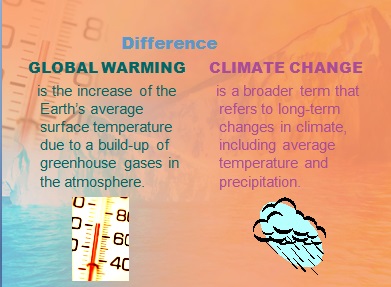 Difference
GLOBAL WARMING
is the increase of the
Earth's average
surface temperature
due to a build-up of
greenhouse gases in
the atmosphere.
CLIMATE CHANGE
is a broader term that
refers to long-term
changes in climate,
including average
temperature and
precipitation.
80
60
40